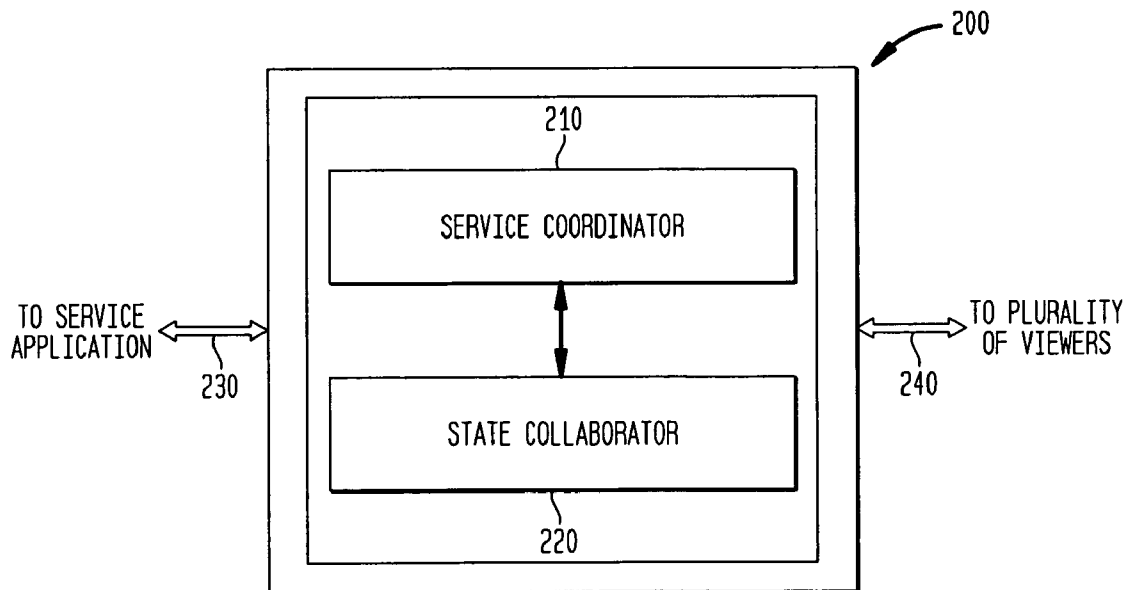 200
210
SERVICE COORDINATOR
TO SERVICE
APPLICATION
230
TO PLURALITY
OF VIEWERS
240
STATE COLLABORATOR
220